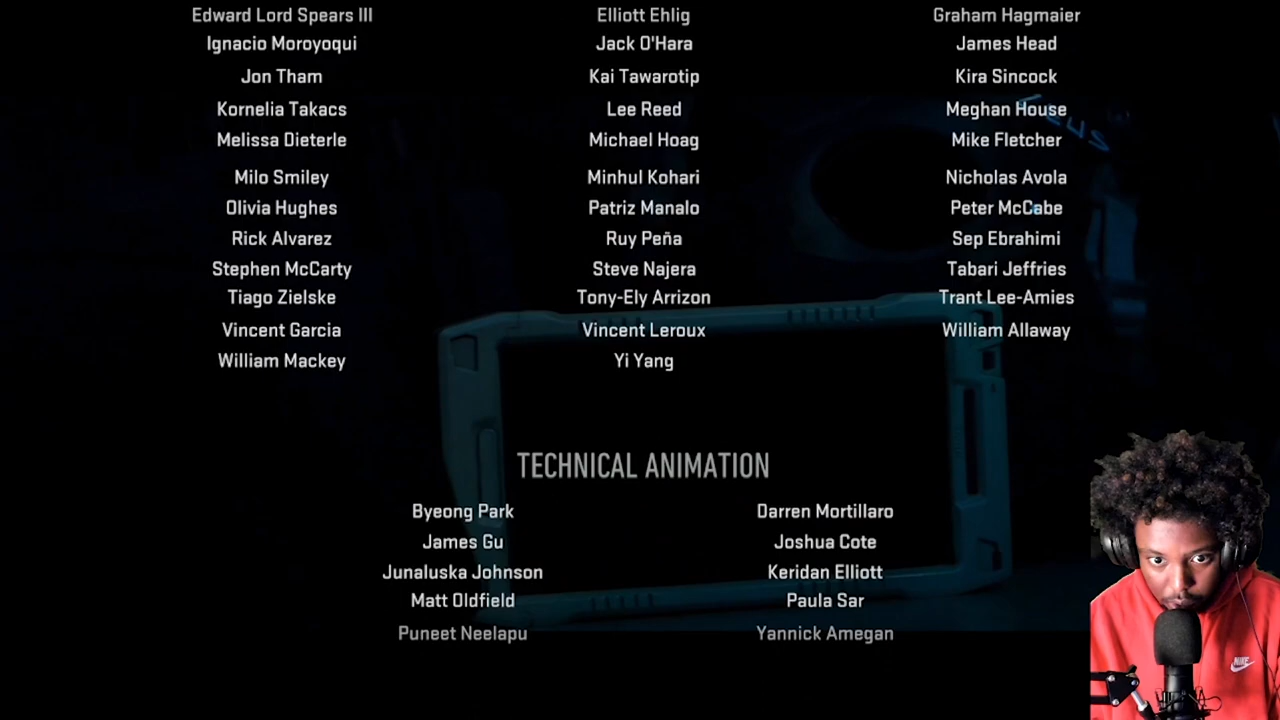 Edward Lord Spears III Elliott Ehlig Graham Hagmaier
Ignacio Moroyoqui Jack O'Hara James Head
Jon Tham Kai Tawarotip Kira Sincock
Kornelia Takacs Lee Reed Meghan House
Melissa Dieterle Michael Hoag Mike Fletcher
Milo Smiley Minhul Kohari Nicholas Avola
Olivia Hughes Patriz Manalo Peter McCabe
Rick Alvarez Ruy Peña Sep Ebrahimi
Stephen McCarty Steve Najera Tabari Jeffries
Tiago Zielske Tony-Ely Arrizon Trant Lee-Amies
Vincent Garcia Vincent Leroux William Allaway
William Mackey Yi Yang
TECHNICAL ANIMATION
Byeong Park Darren Mortillaro
James Gu Joshua Cote
Junaluska Johnson Keridan Elliott
Matt Oldfield Paula Sar
Puneet Neelapu Yannick Amegan
NIKE